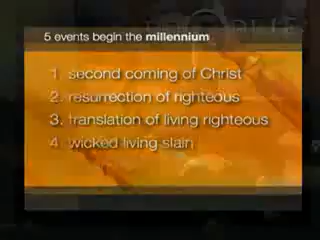 5 events begin the millennium
1. second coming of Christ
2. resurrection of righteous
3. translation of living righteous
4. wicked living slain